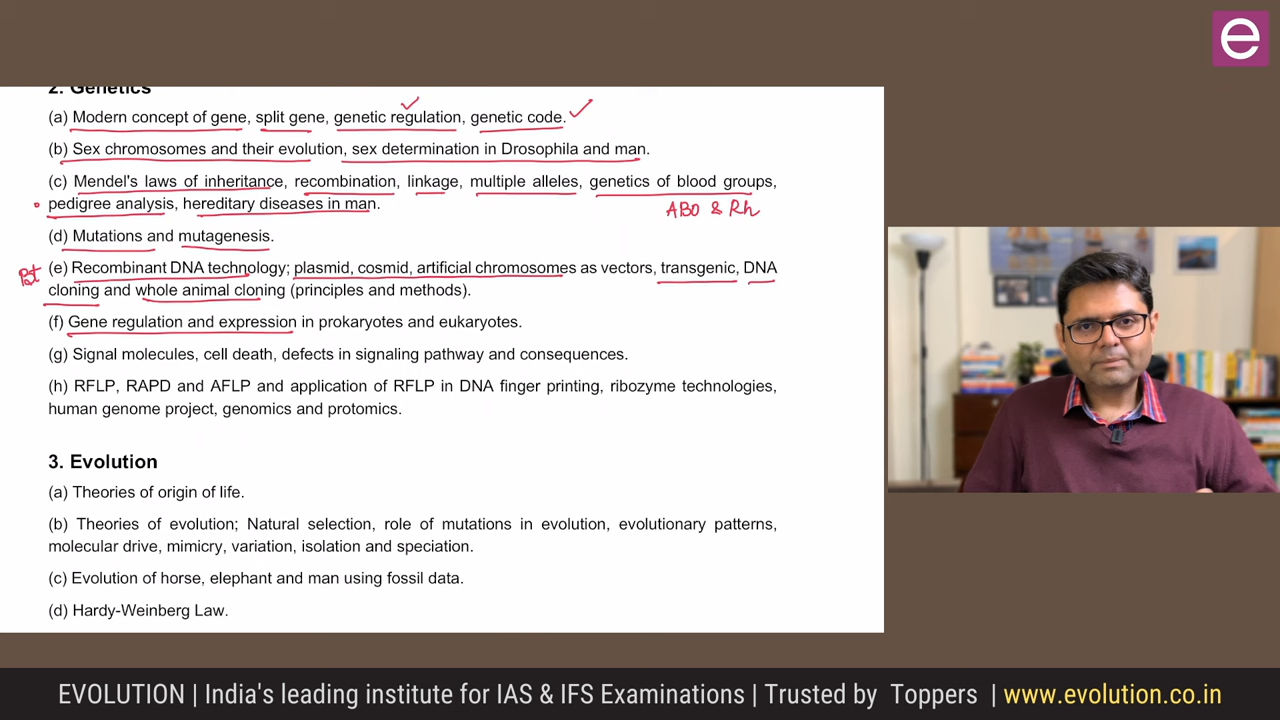 e
2. Genetics
(a) Modern concept of gene, split gene, genetic regulation, genetic code.
(b) Sex chromosomes and their evolution, sex determination in Drosophila and man.
(c) Mendel's laws of inheritance, recombination, linkage, multiple alleles, genetics of blood groups,
pedigree analysis, hereditary diseases in man.
ABO & Rh
(d) Mutations and mutagenesis.
(e) Recombinant DNA technology; plasmid, cosmid, artificial chromosomes as vectors, transgenic, DNA
cloning and whole animal cloning (principles and methods).
(f) Gene regulation and expression in prokaryotes and eukaryotes.
(g) Signal molecules, cell death, defects in signaling pathway and consequences.
(h) RFLP, RAPD and AFLP and application of RFLP in DNA finger printing, ribozyme technologies,
human genome project, genomics and protomics.
3. Evolution
(a) Theories of origin of life.
(b) Theories of evolution; Natural selection, role of mutations in evolution, evolutionary patterns,
molecular drive, mimicry, variation, isolation and speciation.
(c) Evolution of horse, elephant and man using fossil data.
(d) Hardy-Weinberg Law.
EVOLUTION | India's leading institute for IAS & IFS Examinations | Trusted by Toppers | www.evolution.co.in